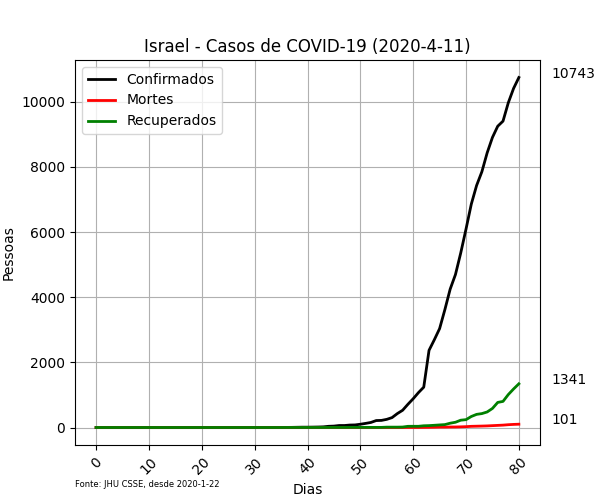 Israel - Casos de COVID-19 (2020-4-11)
Confirmados
Mortes
Recuperados
10743
1341
101
10000
8000
6000
4000
2000
0
Pessoas
0 10 20 30 40 50 60 70 80
Dias
Fonte: JHU CSSE, desde 2020-1-22